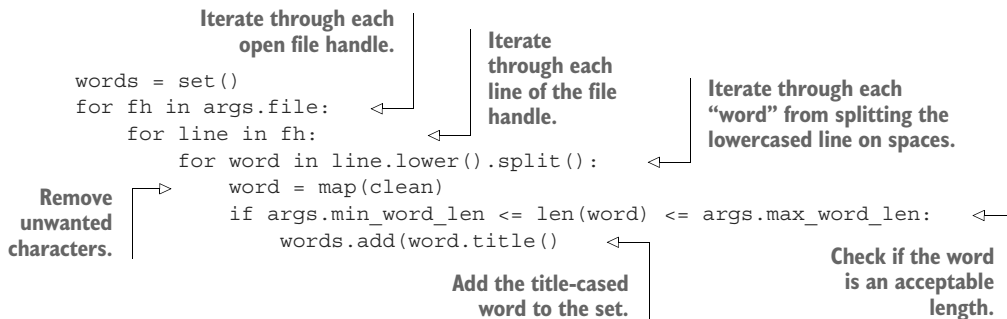 Iterate through each
open file handle.
Iterate
through each
line of the file
handle.
Iterate through each
“word” from splitting the
lowercased line on spaces.
words = set()
for fh in args.file:
    for line in fh:
        for word in line.lower().split():
            word = map(clean)
            if args.min_word_len <= len(word) <= args.max_word_len:
                words.add(word.title()
Remove
unwanted
characters.
Add the title-cased
word to the set.
Check if the word
is an acceptable
length.